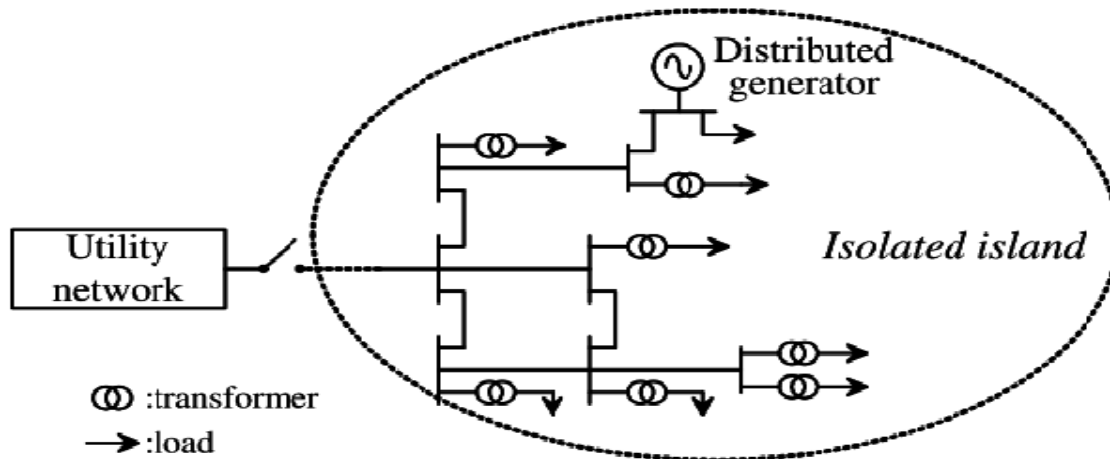 Distributed
generator
Utility
network
Isolated island
:transformer
:load